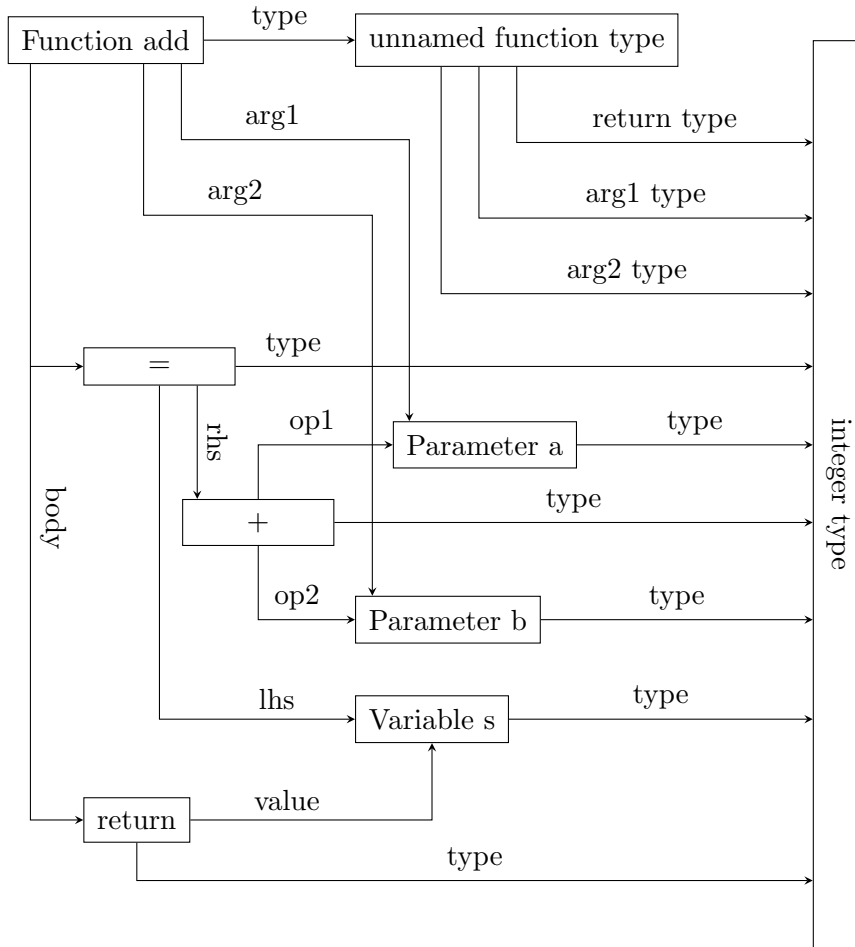 Function add
type
unnamed function type
arg1
return type
arg2
arg1 type
arg2 type
=
type
rhs
op1
Parameter a
type
integer type
body
+
type
op2
Parameter b
type
lhs
Variable s
type
return
value
type